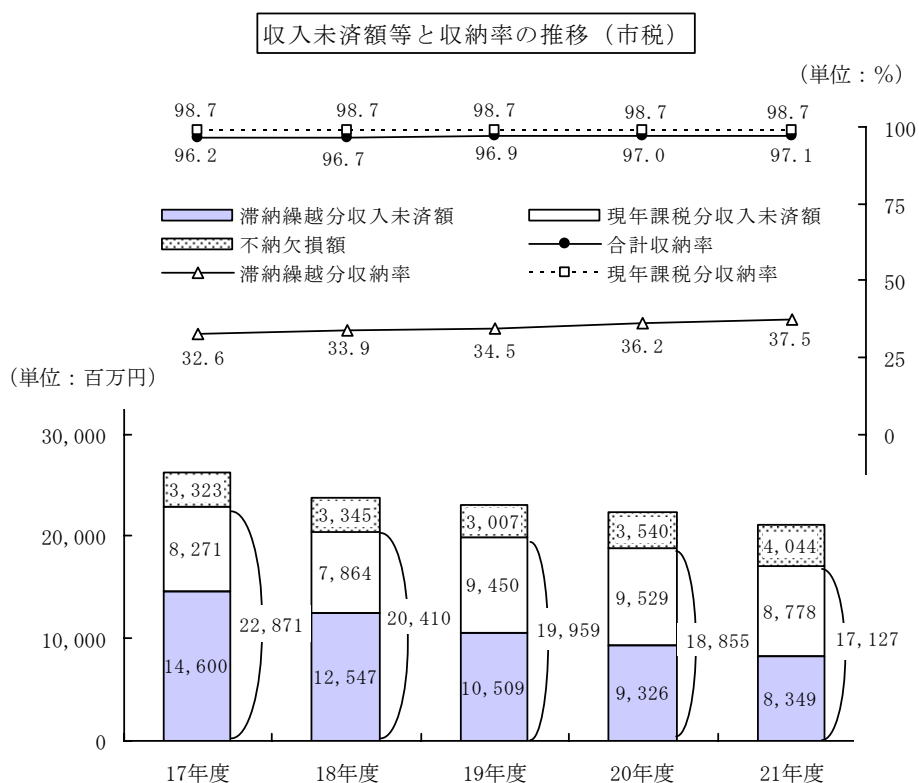 収入未済額等と収納率の推移（市税）
（単位：%）
98.7 98.7 98.7 98.7 98.7
100
96.2 96.7 96.9 97.0 97.1
75
滞納繰越分収入未済額 現年課税分収入未済額
不納欠損額 合計収納率
滞納繰越分収納率 現年課税分収納率
50
32.6 33.9 34.5 36.2 37.5
25
（単位：百万円）
0
30,000
3,323 3,345 3,007 3,540 4,044
20,000
8,271 7,864 9,450 9,529 8,778
22,871 20,410 19,959 18,855 17,127
10,000
14,600 12,547 10,509 9,326 8,349
0
17年度 18年度 19年度 20年度 21年度